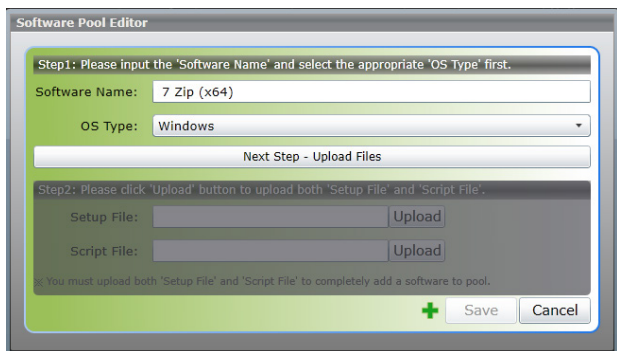 Software Pool Editor
Step1: Please input the 'Software Name' and select the appropriate 'OS Type' first.
Software Name: 7 Zip (x64)
OS Type: Windows
Next Step - Upload Files
Step2: Please click 'Upload' button to upload both 'Setup File' and 'Script File'.
Setup File: Upload
Script File: Upload
※ You must upload both 'Setup File' and 'Script File' to completely add a software to pool.
Save Cancel